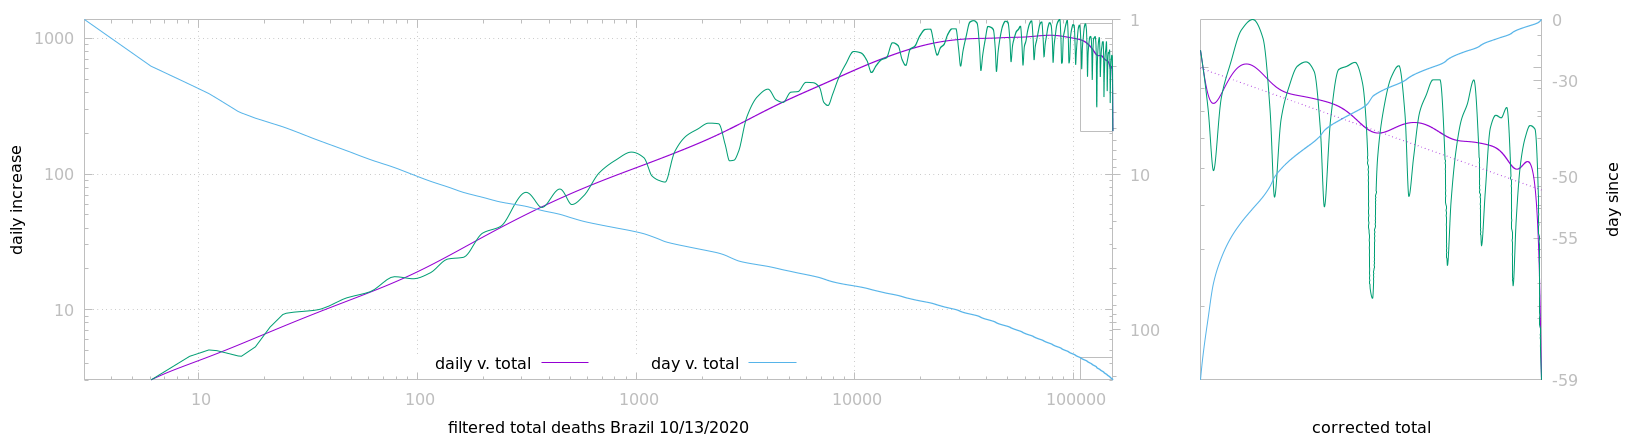 daily increase
1000
100
10
10
100
1000
10000
100000
1
10
100
daily v. total
day v. total
filtered total deaths Brazil 10/13/2020
0
-30
-50
-55
-59
day since
corrected total